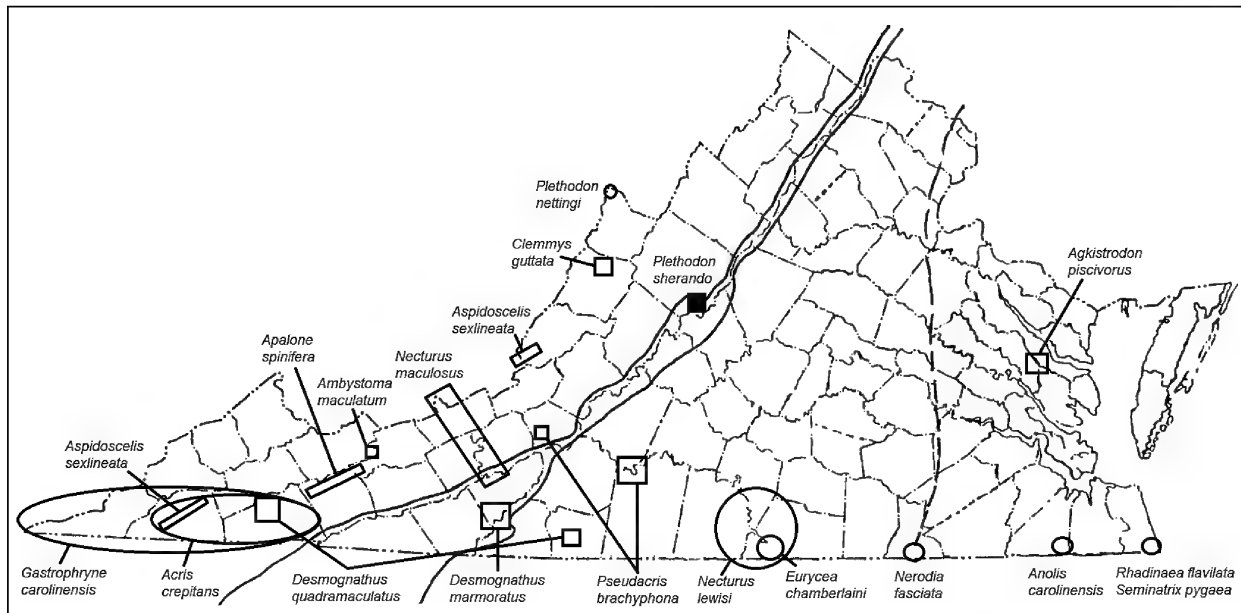 Plethodon
nettingi
Clemmys
guttata
Plethodon
sherando
Agkistrodon
piscivorus
Aspidoscelis
sexlineata
Apalone
spinifera
Necturus
maculosus
Ambystoma
maculatum
Aspidoscelis
sexlineata
Gastrophryne
carolinensis
Acris
crepitans
Desmognathus
quadramaculatus
Desmognathus
marmoratus
Pseudacris
brachyphona
Necturus
lewisi
Eurycea
chamberlaini
Nerodia
fasciata
Anolis
carolinensis
Rhadinaea flavilata
Seminatrix pygaea